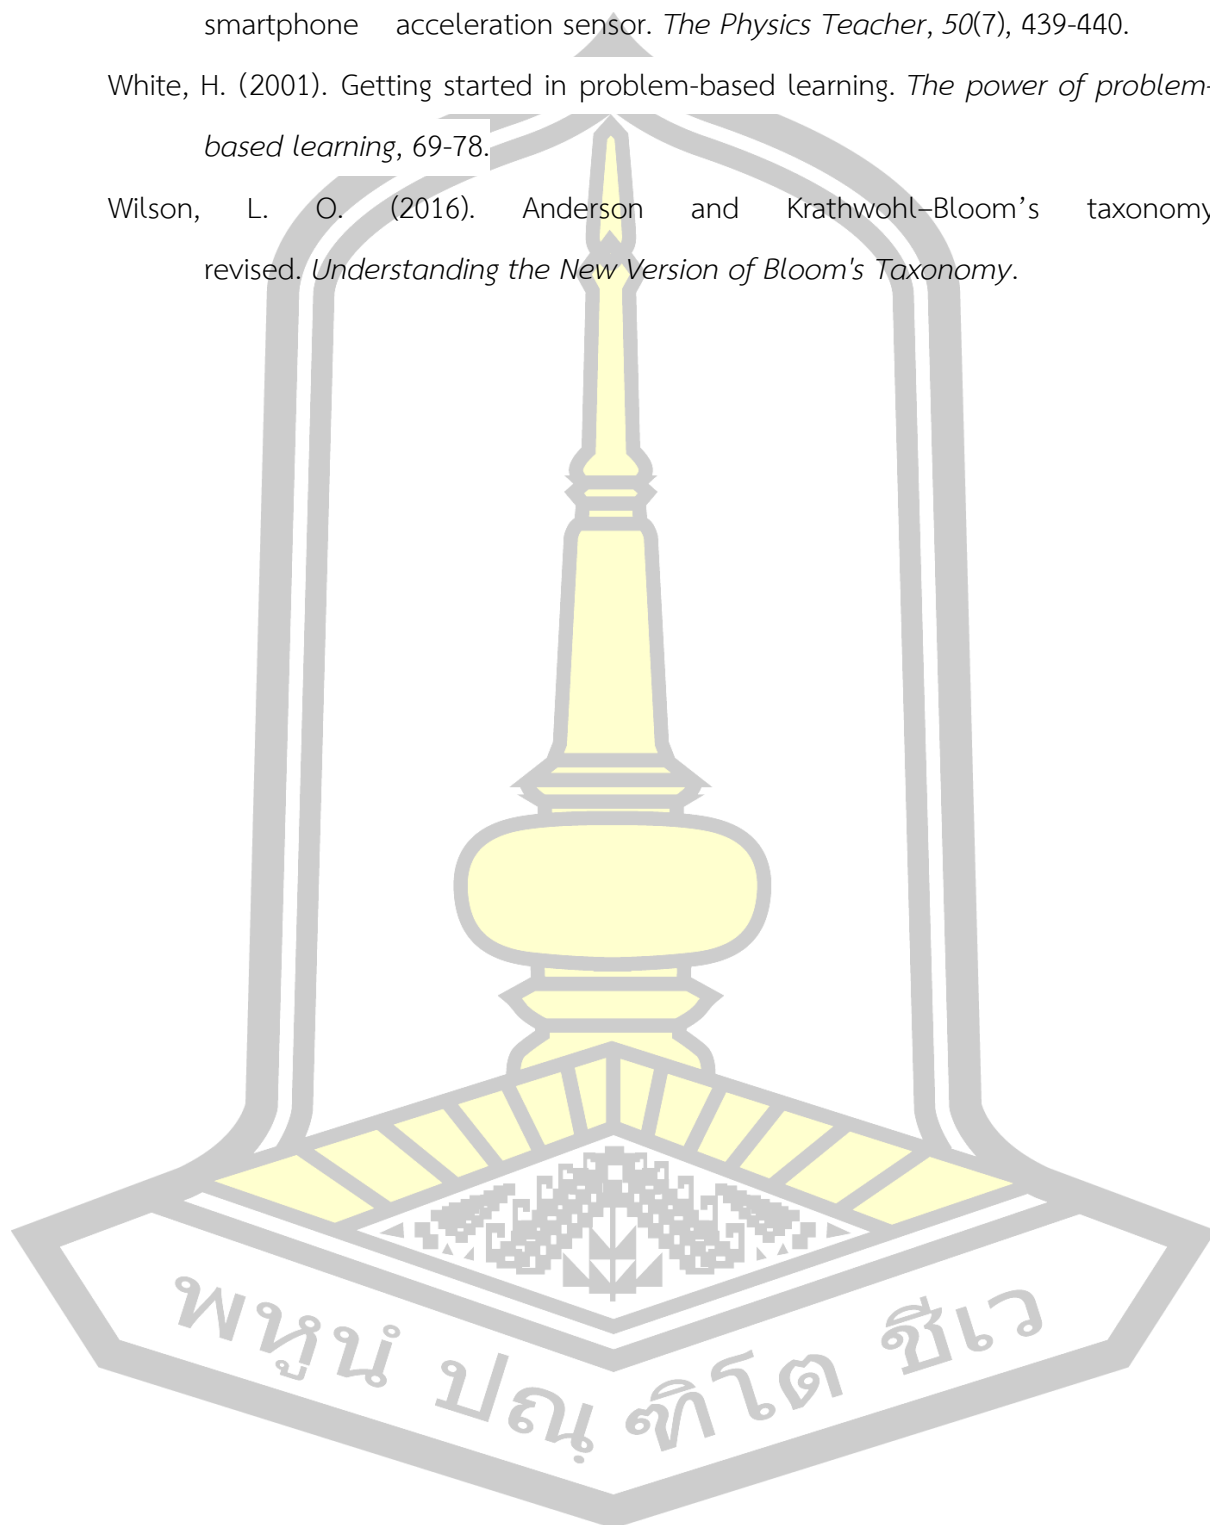 smartphone acceleration sensor. The Physics Teacher, 50(7), 439-440.
White, H. (2001). Getting started in problem-based learning. The power of problem-
based learning, 69-78.
Wilson, L. O. (2016). Anderson and Krathwohl–Bloom’s taxonomy
revised. Understanding the New Version of Bloom's Taxonomy.
พหูนํ ปณฺ ฑิโต ชีเว